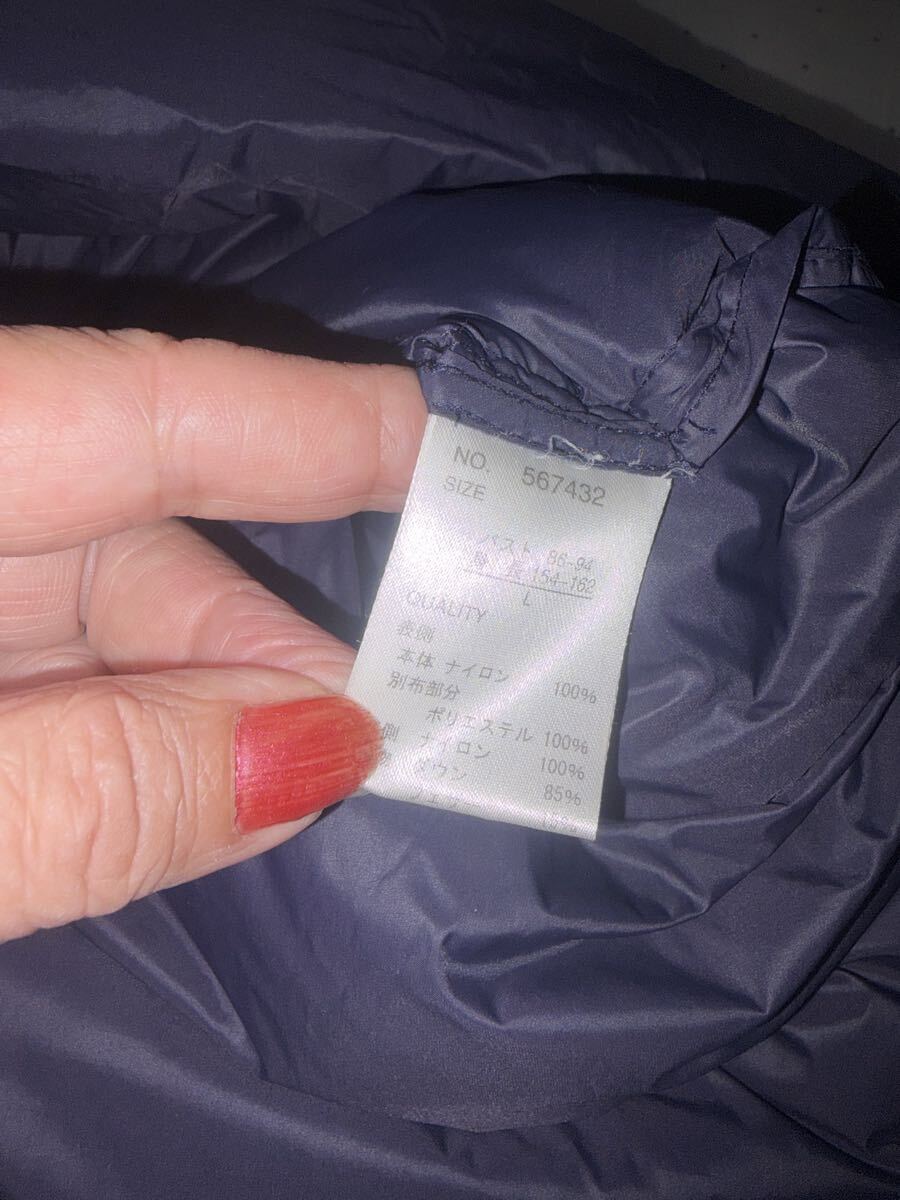 NO. 567432
SIZE
バスト 86-94
身 長 154-162
L
QUALITY
表側
本体 ナイロン 100%
別布部分
ポリエステル 100%
側 ナイロン 100%
ダウン 85%